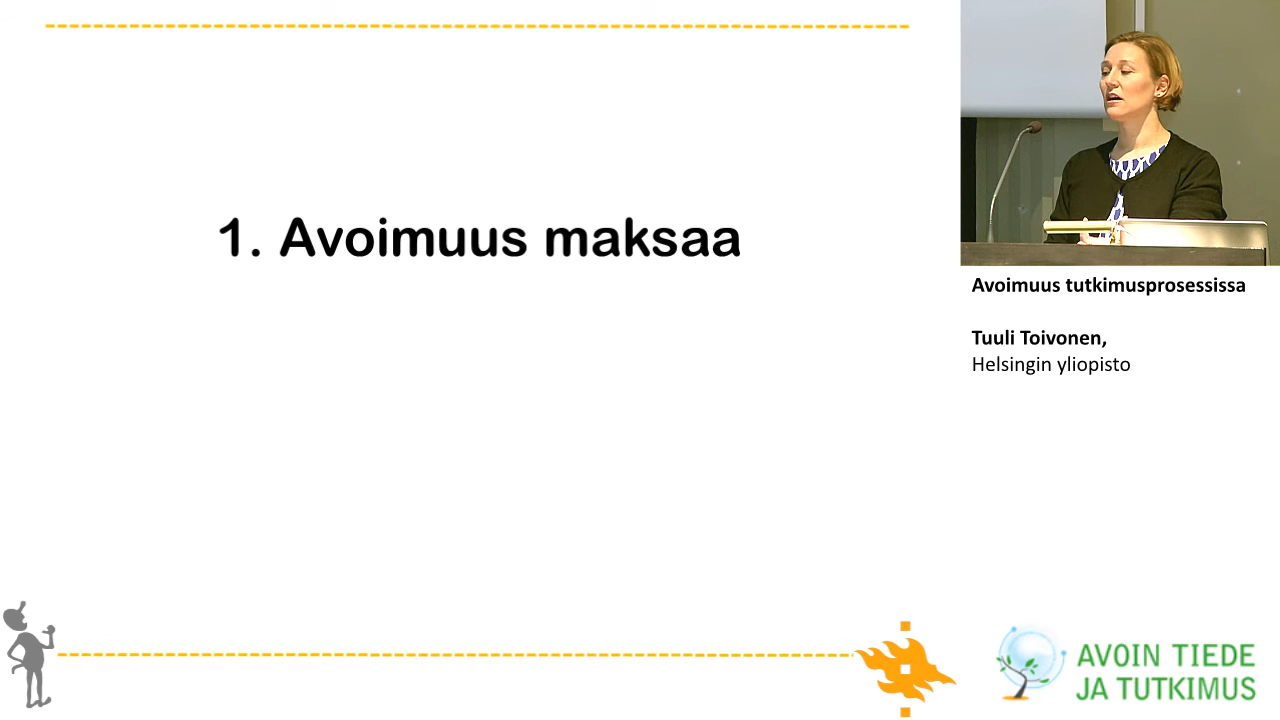 1. Avoimuus maksaa
Avoimuus tutkimusprosessissa
Tuuli Toivonen,
Helsingin yliopisto
AVOIN TIEDE
JA TUTKIMUS